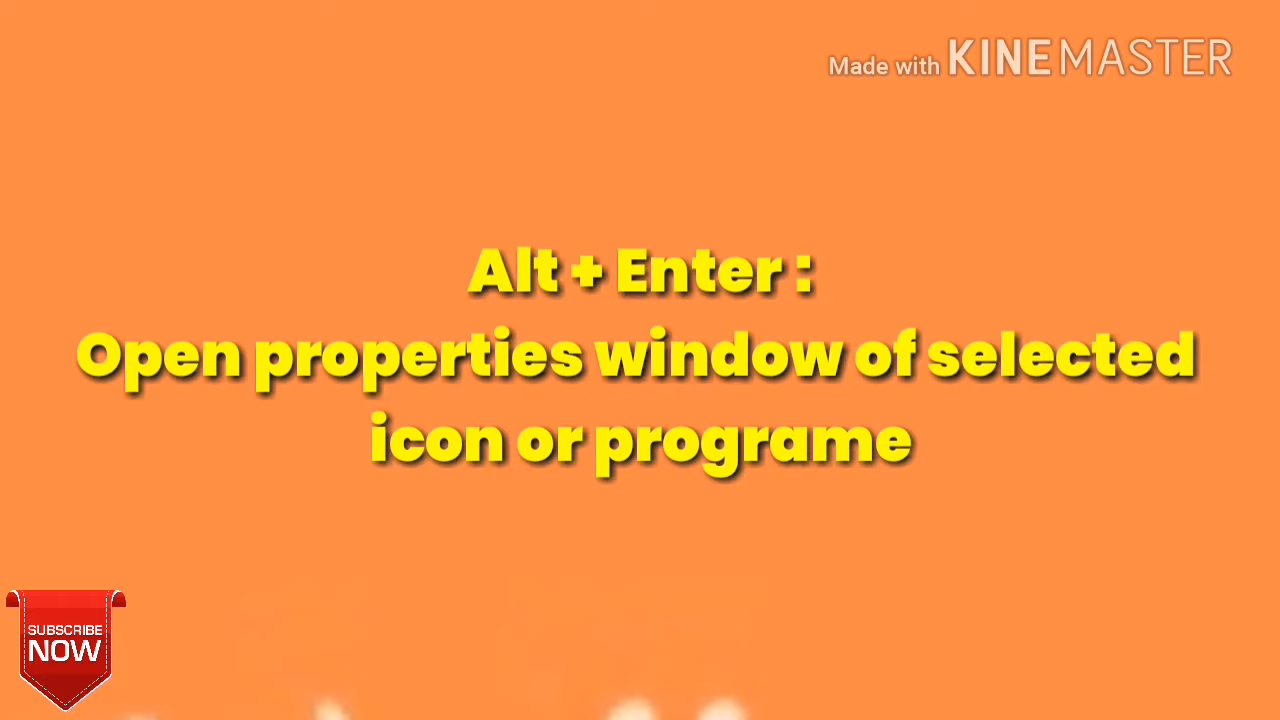 Made with KINEMASTER
Alt + Enter :
Open properties window of selected
icon or programe
SUBSCRIBE
NOW